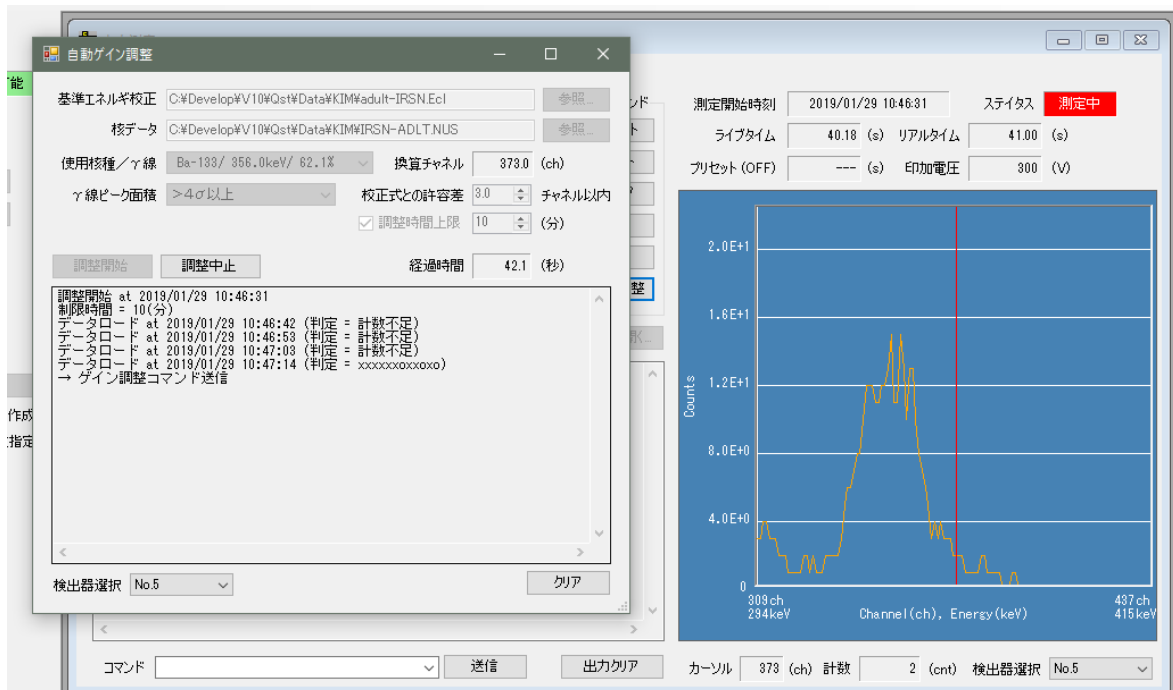 自動ゲイン調整
基準エネルギ校正 C:¥Develop¥V10¥Qst¥Data¥KIM¥adult-IRSN.Ecl 参照...
核データ C:¥Develop¥V10¥Qst¥Data¥KIM¥IRSN-ADLT.NUS 参照...
使用核種／γ線 Ba-133/ 356.0keV/ 62.1% 換算チャネル 373.0 (ch)
γ線ピーク面積 >4σ以上 校正式との許容差 3.0 チャネル以内
調整時間上限 10 (分)
調整開始 調整中止 経過時間 42.1 (秒)
調整開始 at 2019/01/29 10:46:31
制限時間 = 10(分)
データロード at 2019/01/29 10:46:42 (判定 = 計数不足)
データロード at 2019/01/29 10:46:53 (判定 = 計数不足)
データロード at 2019/01/29 10:47:03 (判定 = 計数不足)
データロード at 2019/01/29 10:47:14 (判定 = xxxxxxoxxoxo)
→ ゲイン調整コマンド送信
検出器選択 No.5 クリア
能
作成
指定
ンド
ト
整
測定開始時刻 2019/01/29 10:46:31 ステイタス 測定中
ライブタイム 40.18 (s) リアルタイム 41.00 (s)
プリセット(OFF) --- (s) 印加電圧 300 (V)
2.0E+1
1.6E+1
1.2E+1
8.0E+0
4.0E+0
0
Counts
309ch 437ch
294keV Channel(ch), Energy(keV) 415keV
コマンド 送信 出力クリア カーソル 373 (ch) 計数 2 (cnt) 検出器選択 No.5